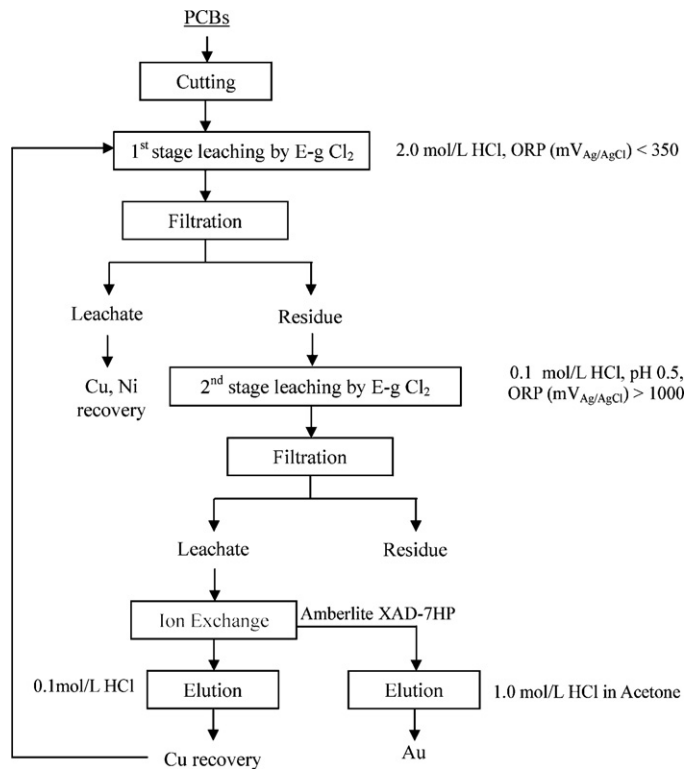 PCBs
Cutting
1st stage leaching by E-g Cl2
2.0 mol/L HCl, ORP (mVAg/AgCl) < 350
Filtration
Leachate
Residue
Cu, Ni
recovery
2nd stage leaching by E-g Cl2
0.1 mol/L HCl, pH 0.5,
ORP (mVAg/AgCl) > 1000
Filtration
Leachate
Residue
Ion Exchange
Amberlite XAD-7HP
0.1mol/L HCl
Elution
Elution
1.0 mol/L HCl in Acetone
Cu recovery
Au